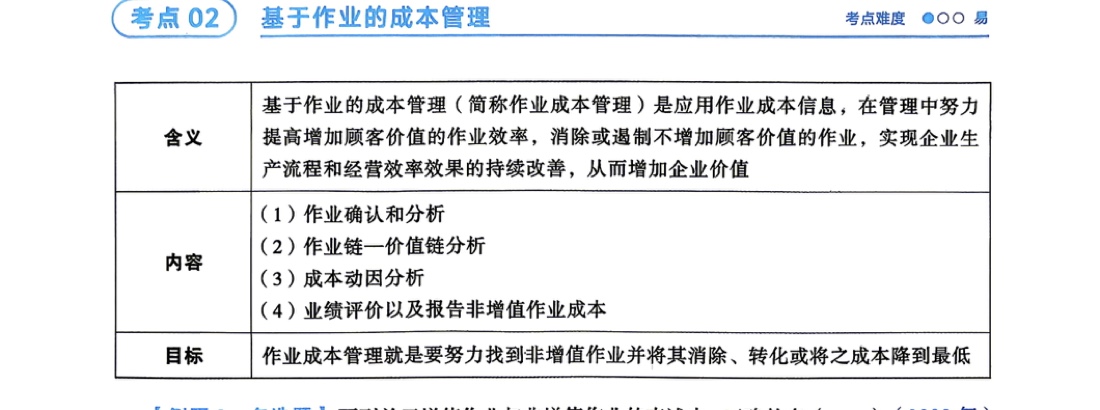 考点 02 基于作业的成本管理 考点难度 ●○○ 易
含义
基于作业的成本管理（简称作业成本管理）是应用作业成本信息，在管理中努力
提高增加顾客价值的作业效率，消除或遏制不增加顾客价值的作业，实现企业生
产流程和经营效率效果的持续改善，从而增加企业价值
内容
（1）作业确认和分析
（2）作业链—价值链分析
（3）成本动因分析
（4）业绩评价以及报告非增值作业成本
目标
作业成本管理就是要努力找到非增值作业并将其消除、转化或将之成本降到最低